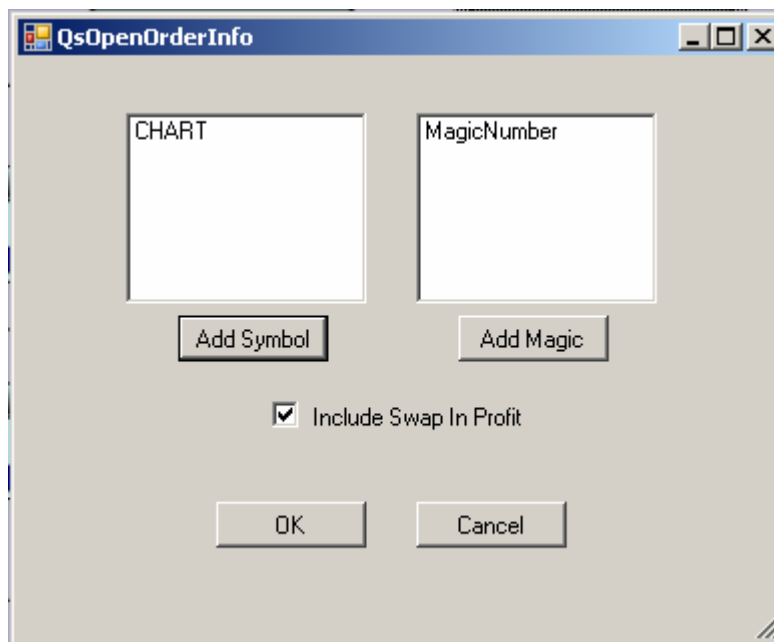 QsOpenOrderInfo
CHART
MagicNumber
Add Symbol
Add Magic
Include Swap In Profit
OK
Cancel